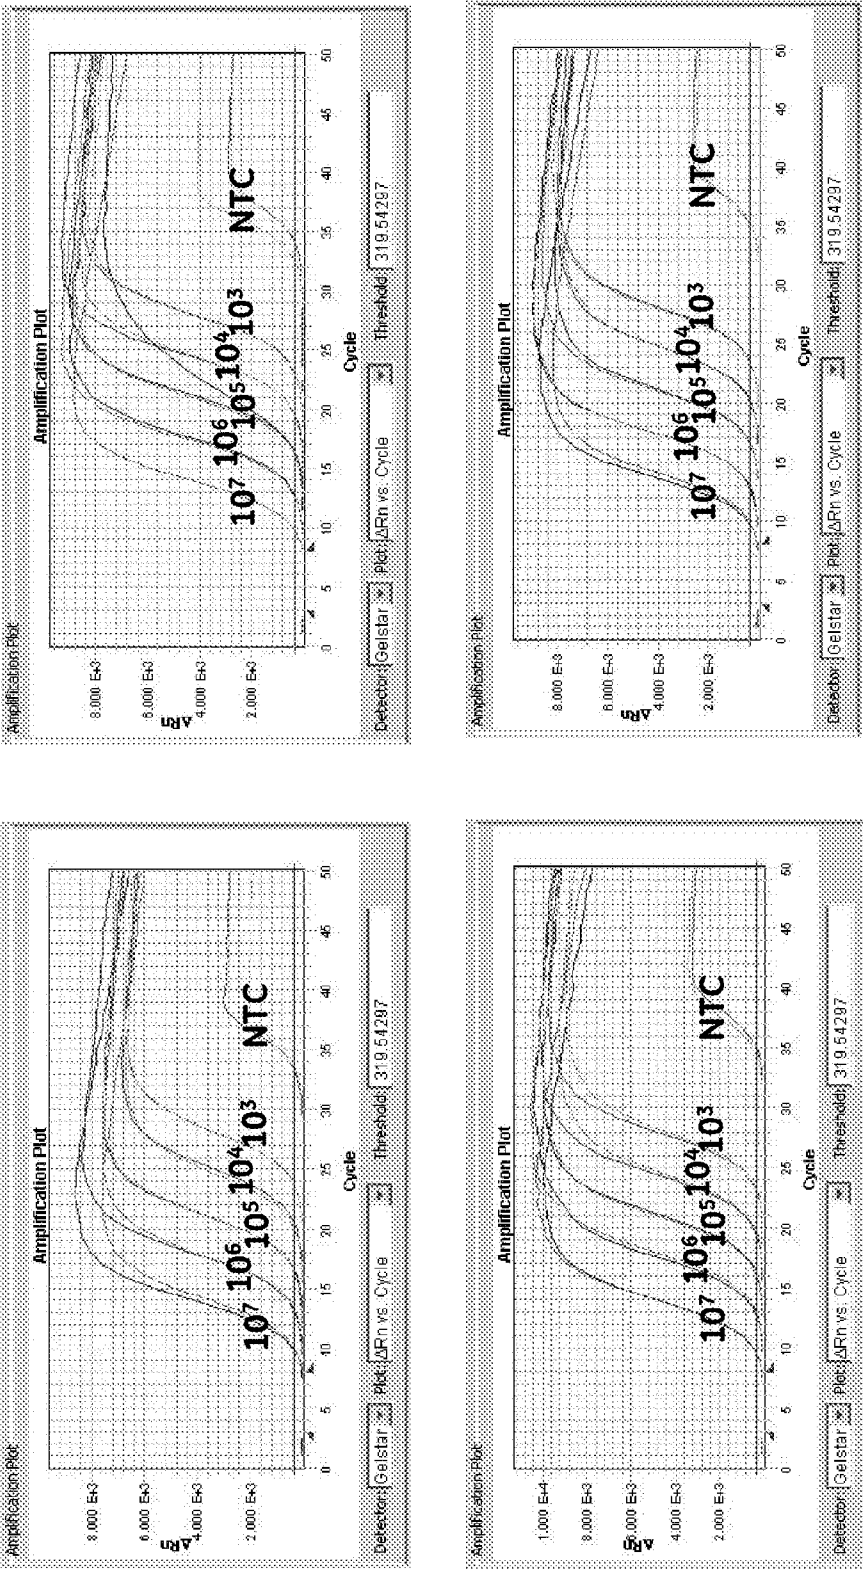 Amplification Plot
Amplification Plot
8.000 E+3
6.000 E+3
4.000 E+3
2.000 E+3
ΔRn
10⁷ 10⁶ 10⁵ 10⁴ 10³ NTC
0 5 10 15 20 25 30 35 40 45 50
Cycle
Detector: Gelstar Plot: ΔRn vs. Cycle Threshold: 319.54297
Amplification Plot
Amplification Plot
8.000 E+3
6.000 E+3
4.000 E+3
2.000 E+3
ΔRn
10⁷ 10⁶ 10⁵ 10⁴ 10³ NTC
0 5 10 15 20 25 30 35 40 45 50
Cycle
Detector: Gelstar Plot: ΔRn vs. Cycle Threshold: 319.54297
Amplification Plot
Amplification Plot
1.000 E+4
8.000 E+3
6.000 E+3
4.000 E+3
2.000 E+3
ΔRn
10⁷ 10⁶ 10⁵ 10⁴ 10³ NTC
0 5 10 15 20 25 30 35 40 45 50
Cycle
Detector: Gelstar Plot: ΔRn vs. Cycle Threshold: 319.54297
Amplification Plot
Amplification Plot
8.000 E+3
6.000 E+3
4.000 E+3
2.000 E+3
ΔRn
10⁷ 10⁶ 10⁵ 10⁴ 10³ NTC
0 5 10 15 20 25 30 35 40 45 50
Cycle
Detector: Gelstar Plot: ΔRn vs. Cycle Threshold: 319.54297